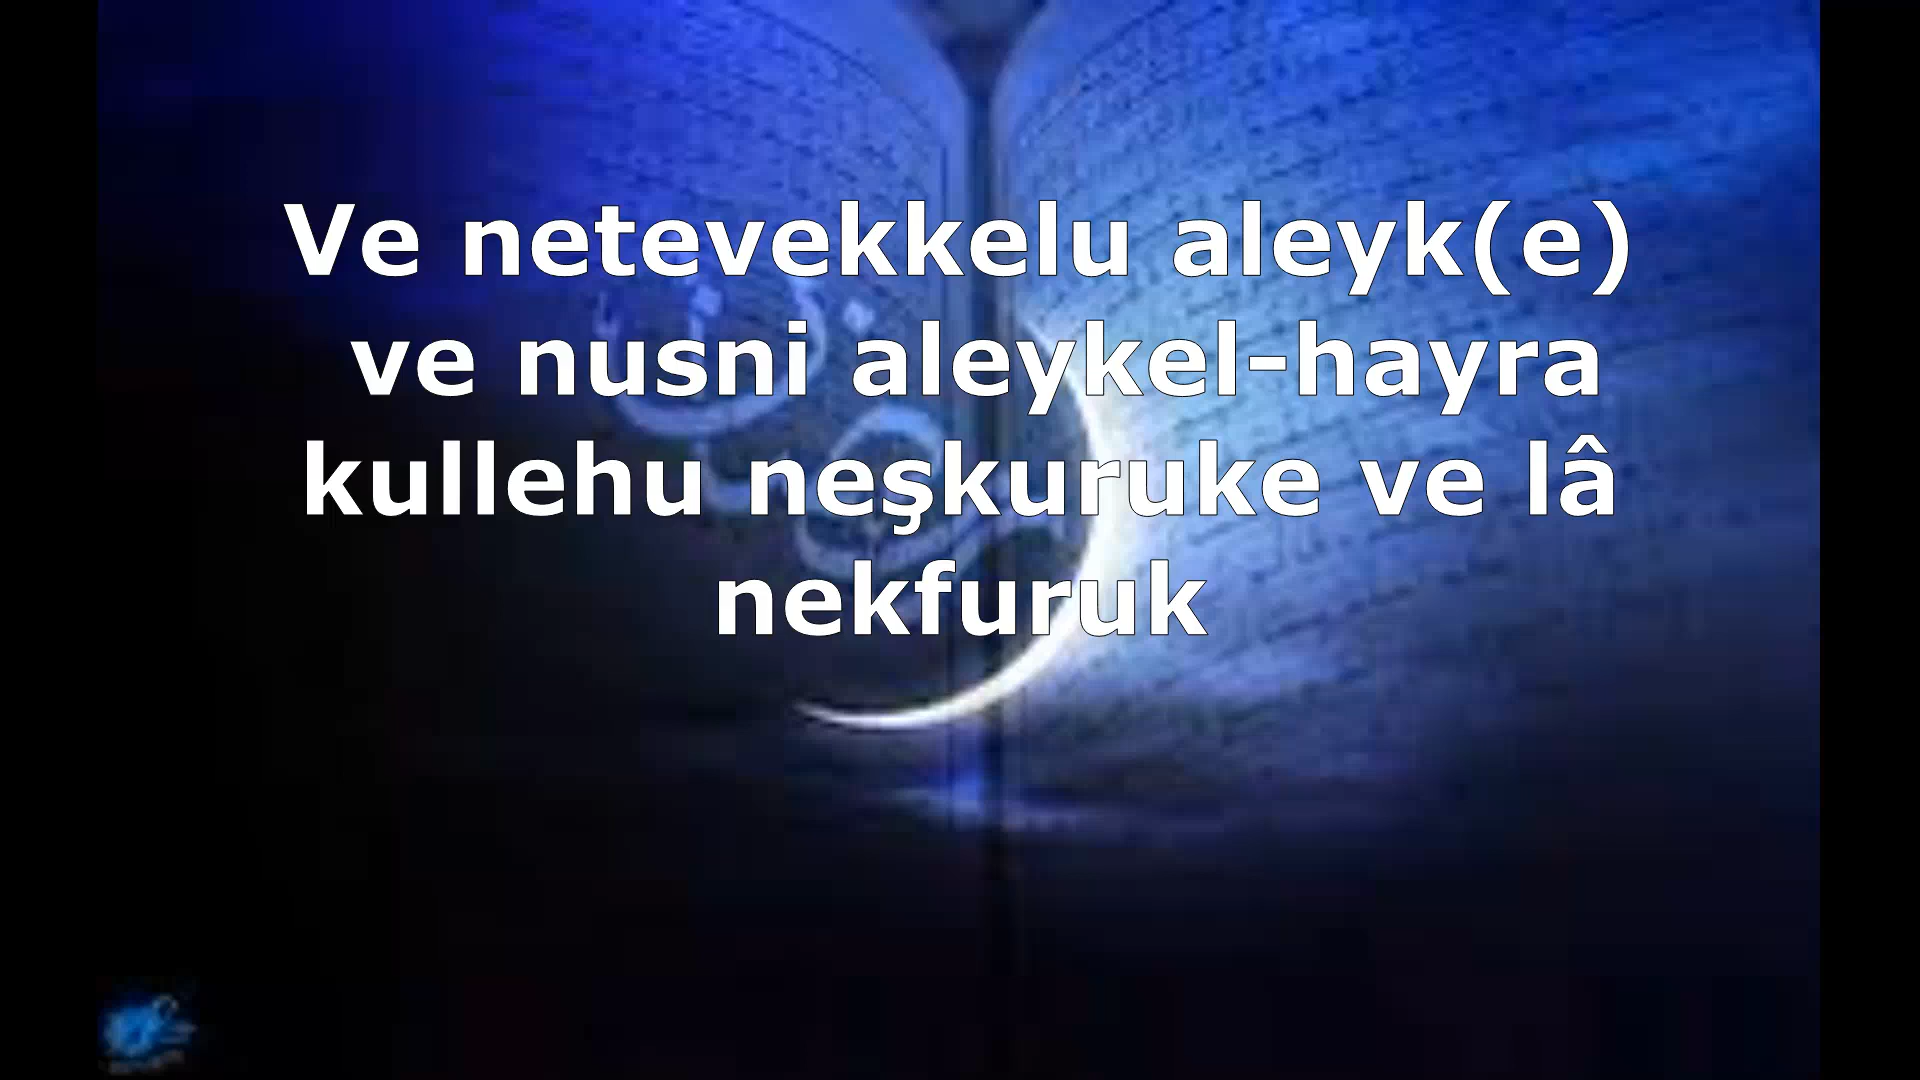 Ve netevekkelu aleyk(e)
ve nusni aleykel-hayra
kullehu neşkuruke ve lâ
nekfuruk